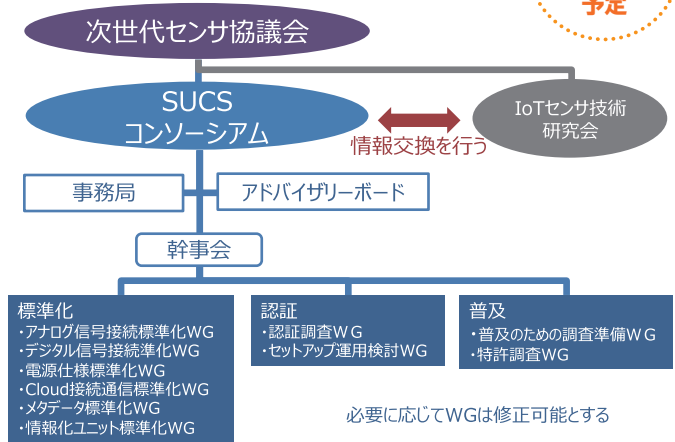 予定
次世代センサ協議会
SUCS
コンソーシアム
IoTセンサ技術
研究会
情報交換を行う
事務局
アドバイザリーボード
幹事会
標準化
・アナログ信号接続標準化WG
・デジタル信号接続準化WG
・電源仕様標準化WG
・Cloud接続通信標準化WG
・メタデータ標準化WG
・情報化ユニット標準化WG
認証
・認証調査ＷＧ
・セットアップ運用検討WG
普及
・普及のための調査準備ＷＧ
・特許調査WG
必要に応じてWGは修正可能とする